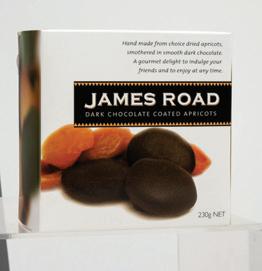 Hand made from choice dried apricots,
smothered in smooth dark chocolate.
A gourmet delight to indulge your
friends and to enjoy at any time.
JAMES ROAD
DARK CHOCOLATE COATED APRICOTS
230g NET